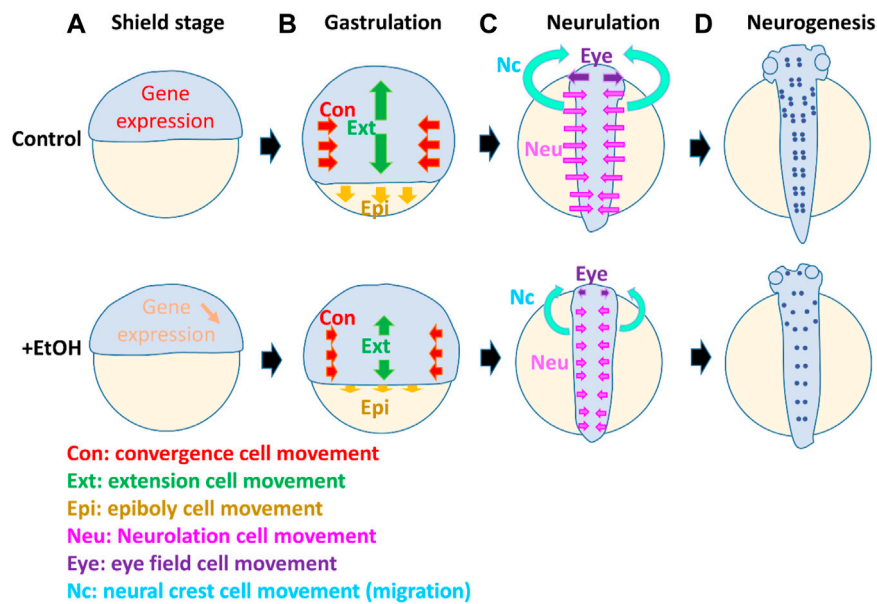 A Shield stage
B Gastrulation
C Neurulation
D Neurogenesis
Control
Gene
expression
Con
Ext
Epi
Nc
Eye
Neu
+EtOH
Gene
expression
Con
Ext
Epi
Nc
Eye
Neu
Con: convergence cell movement
Ext: extension cell movement
Epi: epiboly cell movement
Neu: Neurolation cell movement
Eye: eye field cell movement
Nc: neural crest cell movement (migration)